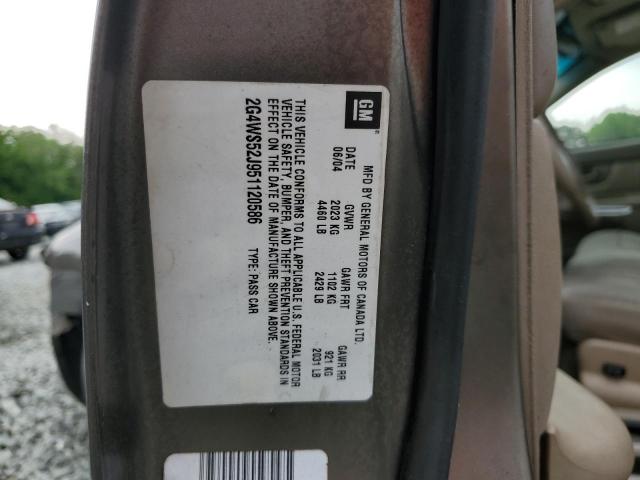 GM
MFD BY GENERAL MOTORS OF CANADA LTD.
DATE GVWR GAWR FRT GAWR RR
06/04 2023 KG 1102 KG 921 KG
4460 LB 2429 LB 2031 LB
THIS VEHICLE CONFORMS TO ALL APPLICABLE U.S. FEDERAL MOTOR
VEHICLE SAFETY, BUMPER, AND THEFT PREVENTION STANDARDS IN
EFFECT ON THE DATE OF MANUFACTURE SHOWN ABOVE.
2G4WS52J951120586 TYPE: PASS CAR